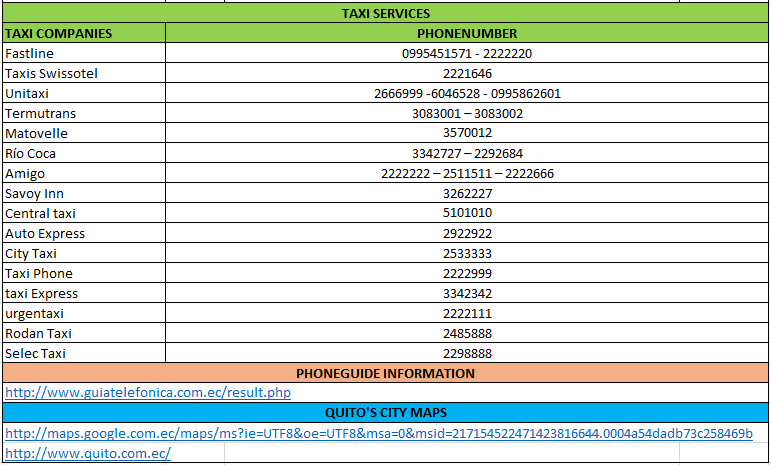 TAXI SERVICES
TAXI COMPANIES PHONENUMBER
Fastline 0995451571 - 2222220
Taxis Swissotel 2221646
Unitaxi 2666999 -6046528 - 0995862601
Termutrans 3083001 – 3083002
Matovelle 3570012
Río Coca 3342727 – 2292684
Amigo 2222222 – 2511511 – 2222666
Savoy Inn 3262227
Central taxi 5101010
Auto Express 2922922
City Taxi 2533333
Taxi Phone 2222999
taxi Express 3342342
urgentaxi 2222111
Rodan Taxi 2485888
Selec Taxi 2298888
PHONEGUIDE INFORMATION
http://www.guiatelefonica.com.ec/result.php
QUITO'S CITY MAPS
http://maps.google.com.ec/maps/ms?ie=UTF8&oe=UTF8&msa=0&msid=217154522471423816644.0004a54dadb73c258469b
http://www.quito.com.ec/